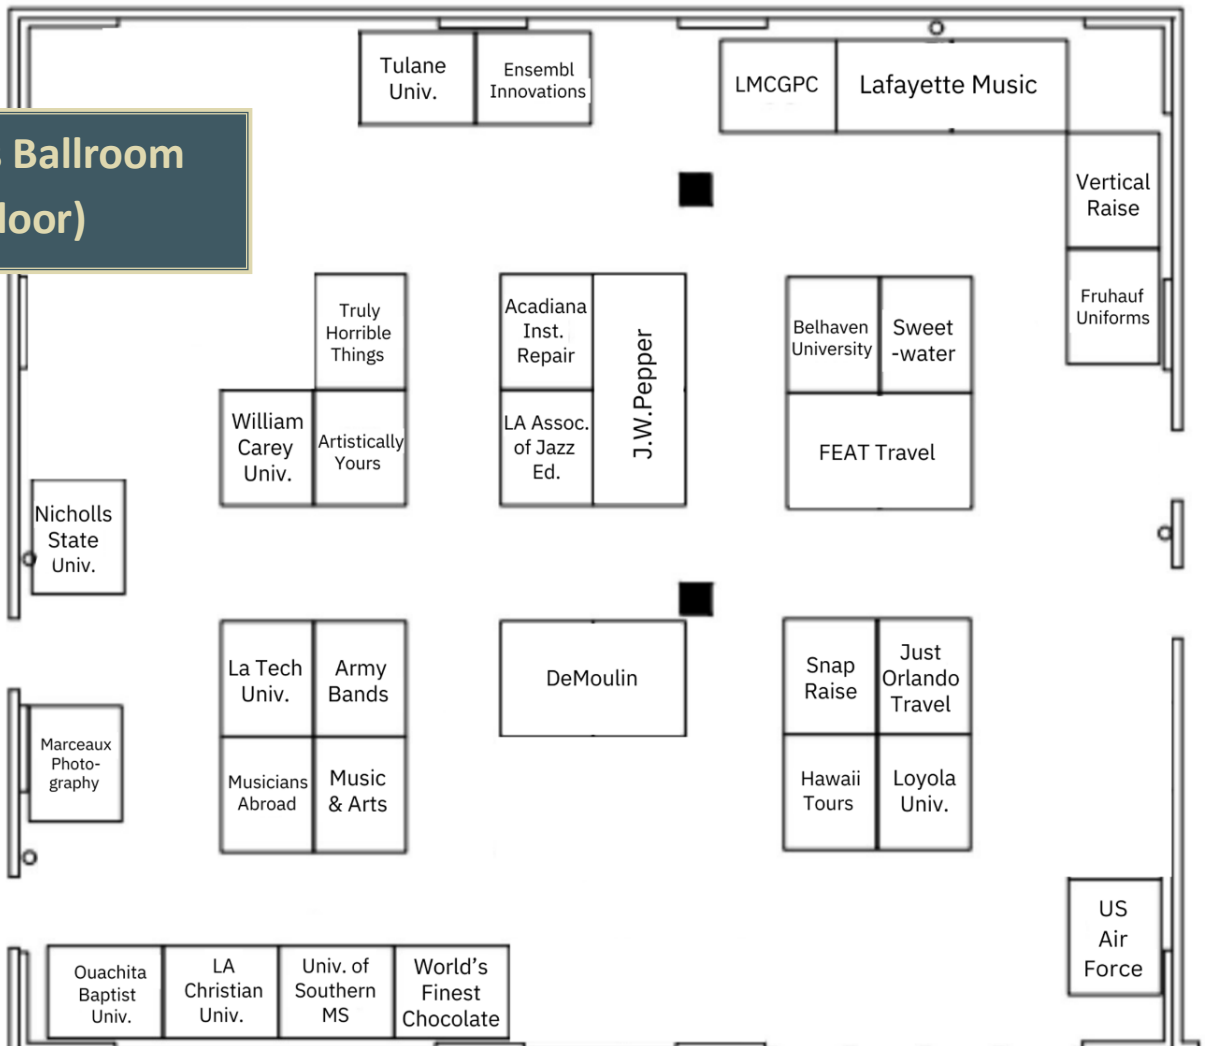 Tulane
Univ.
Ensembl
Innovations
LMCGPC
Lafayette Music
Ballroom
Vertical
Raise
Fruhauf
Uniforms
Truly
Horrible
Things
Acadiana
Inst.
Repair
J.W.Pepper
Belhaven
University
Sweet
-water
William
Carey
Univ.
Artistically
Yours
LA Assoc.
of Jazz
Ed.
FEAT Travel
Nicholls
State
Univ.
La Tech
Univ.
Army
Bands
DeMoulin
Snap
Raise
Just
Orlando
Travel
Marceaux
Photo-
graphy
Musicians
Abroad
Music
& Arts
Hawaii
Tours
Loyola
Univ.
US
Air
Force
Ouachita
Baptist
Univ.
LA
Christian
Univ.
Univ. of
Southern
MS
World's
Finest
Chocolate